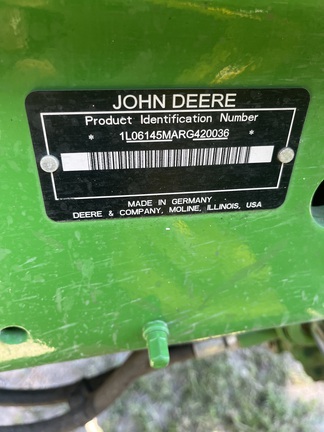 JOHN DEERE
Product Identification Number
* 1L06145MARG420036 *
MADE IN GERMANY
DEERE & COMPANY, MOLINE, ILLINOIS, USA